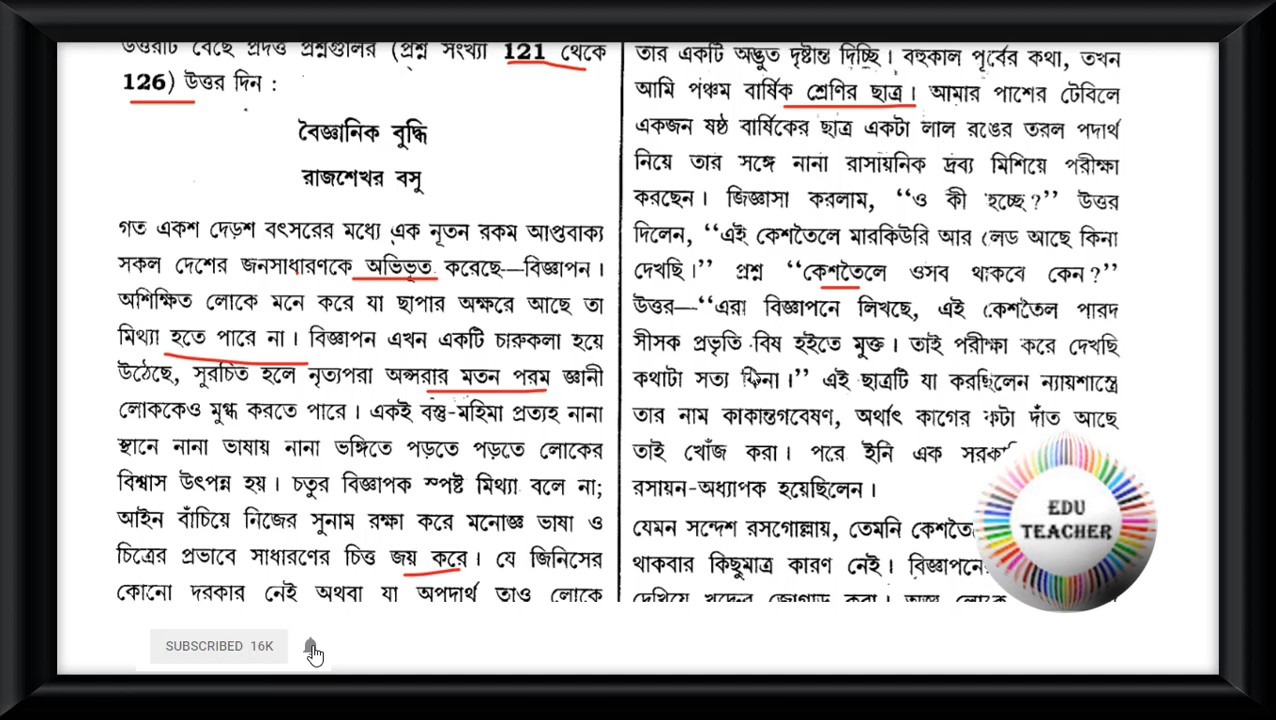 উত্তরটি বেছে প্রদত্ত প্রশ্নগুলির (প্রশ্ন সংখ্যা 121 থেকে
126) উত্তর দিন :
বৈজ্ঞানিক বুদ্ধি
রাজশেখর বসু
গত একশ দেড়শ বৎসরের মধ্যে এক নূতন রকম আপ্তবাক্য
সকল দেশের জনসাধারণকে অভিভূত করেছে—বিজ্ঞাপন।
অশিক্ষিত লোকে মনে করে যা ছাপার অক্ষরে আছে তা
মিথ্যা হতে পারে না। বিজ্ঞাপন এখন একটি চারুকলা হয়ে
উঠেছে, সুরচিত হলে নৃত্যপরা অপ্সরার মতন পরম জ্ঞানী
লোককেও মুগ্ধ করতে পারে। একই বস্তু-মহিমা প্রত্যহ নানা
স্থানে নানা ভাষায় নানা ভঙ্গিতে পড়তে পড়তে লোকের
বিশ্বাস উৎপন্ন হয়। চতুর বিজ্ঞাপক স্পষ্ট মিথ্যা বলে না;
আইন বাঁচিয়ে নিজের সুনাম রক্ষা করে মনোজ্ঞ ভাষা ও
চিত্রের প্রভাবে সাধারণের চিত্ত জয় করে। যে জিনিসের
কোনো দরকার নেই অথবা যা অপদার্থ তাও লোকে
তার একটি অদ্ভুত দৃষ্টান্ত দিচ্ছি। বহুকাল পূর্বের কথা, তখন
আমি পঞ্চম বার্ষিক শ্রেণির ছাত্র। আমার পাশের টেবিলে
একজন ষষ্ঠ বার্ষিকের ছাত্র একটা লাল রঙের তরল পদার্থ
নিয়ে তার সঙ্গে নানা রাসায়নিক দ্রব্য মিশিয়ে পরীক্ষা
করছেন। জিজ্ঞাসা করলাম, “ও কী হচ্ছে?” উত্তর
দিলেন, “এই কেশতৈলে মারকিউরি আর লেড আছে কিনা
দেখছি।” প্রশ্ন “কেশতৈলে ওসব থাকবে কেন?”
উত্তর—“এরা বিজ্ঞাপনে লিখছে, এই কেশতৈল পারদ
সীসক প্রভৃতি বিষ হইতে মুক্ত। তাই পরীক্ষা করে দেখছি
কথাটা সত্য কিনা।” এই ছাত্রটি যা করছিলেন ন্যায়শাস্ত্রে
তার নাম কাকান্তগবেষণ, অর্থাৎ কাগের কটা দাঁত আছে
তাই খোঁজ করা। পরে ইনি এক
রসায়ন-অধ্যাপক হয়েছিলেন।
যেমন সন্দেশ রসগোল্লায়, তেমনি
থাকবার কিছুমাত্র কারণ নেই।
দেখিয়ে খদ্দের জোগাড় করা। অজ্ঞ লোকে
EDU
TEACHER
SUBSCRIBED 16K